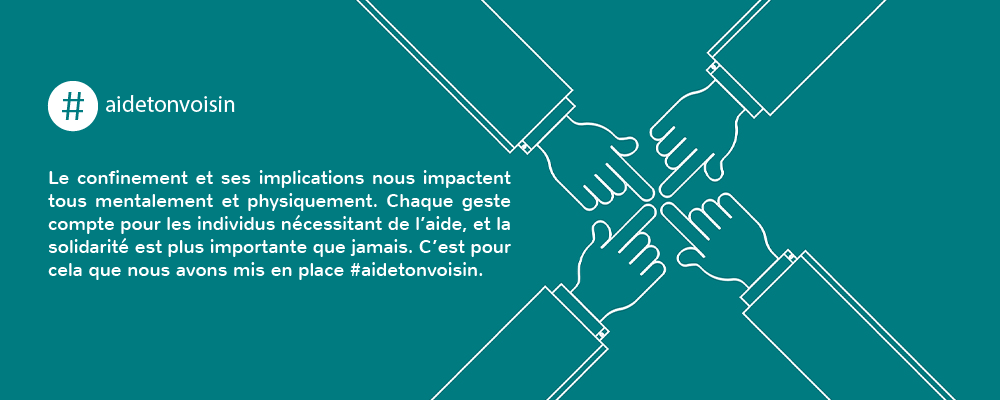 # aidetonvoisin
Le confinement et ses implications nous impactent
tous mentalement et physiquement. Chaque geste
compte pour les individus nécessitant de l’aide, et la
solidarité est plus importante que jamais. C’est pour
cela que nous avons mis en place #aidetonvoisin.